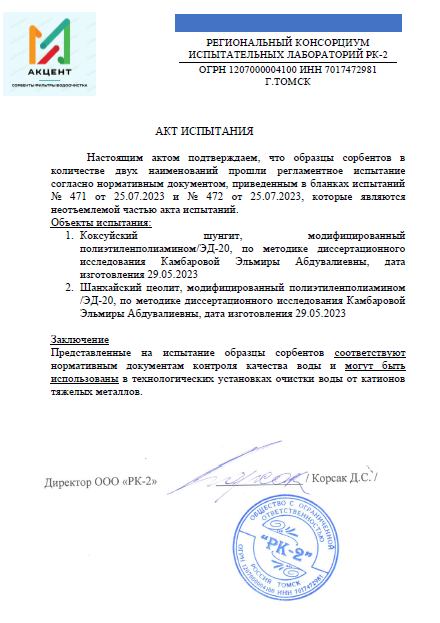 АКЦЕНТ
СОРБЕНТЫ ФИЛЬТРЫ ВОДООЧИСТКА
РЕГИОНАЛЬНЫЙ КОНСОРЦИУМ
ИСПЫТАТЕЛЬНЫХ ЛАБОРАТОРИЙ РК-2
ОГРН 1207000004100 ИНН 7017472981
Г.ТОМСК
АКТ ИСПЫТАНИЯ
Настоящим актом подтверждаем, что образцы сорбентов в
количестве двух наименований прошли регламентное испытание
согласно нормативным документом, приведенным в бланках испытаний
№ 471 от 25.07.2023 и № 472 от 25.07.2023, которые являются
неотъемлемой частью акта испытаний.
Объекты испытания:
1. Коксуйский шунгит, модифицированный
полиэтиленполиамином/ЭД-20, по методике диссертационного
исследования Камбаровой Эльмиры Абдувалиевны, дата
изготовления 29.05.2023
2. Шанхайский цеолит, модифицированный полиэтиленполиамином
/ЭД-20, по методике диссертационного исследования Камбаровой
Эльмиры Абдувалиевны, дата изготовления 29.05.2023
Заключение
Представленные на испытание образцы сорбентов соответствуют
нормативным документам контроля качества воды и могут быть
использованы в технологических установках очистки воды от катионов
тяжелых металлов.
Директор ООО «РК-2» / Корсак Д.С. /
ОБЩЕСТВО С ОГРАНИЧЕННОЙ
ОТВЕТСТВЕННОСТЬЮ
"РК-2"
РОССИЯ ТОМСК
ОГРН 1207000004100 ИНН 7017472981